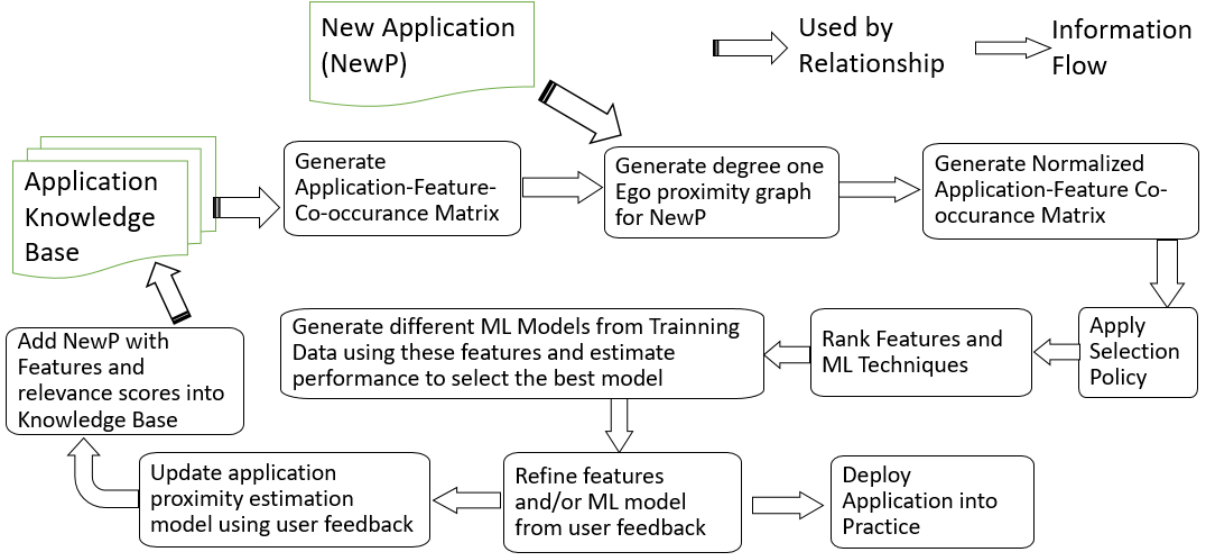 New Application
(NewP)
Used by
Relationship
Information
Flow
Application
Knowledge
Base
Generate
Application-Feature-
Co-occurance Matrix
Generate degree one
Ego proximity graph
for NewP
Generate Normalized
Application-Feature Co-
occurance Matrix
Apply
Selection
Policy
Rank Features and
ML Techniques
Generate different ML Models from Trainning
Data using these features and estimate
performance to select the best model
Add NewP with
Features and
relevance scores into
Knowledge Base
Update application
proximity estimation
model using user feedback
Refine features
and/or ML model
from user feedback
Deploy
Application into
Practice